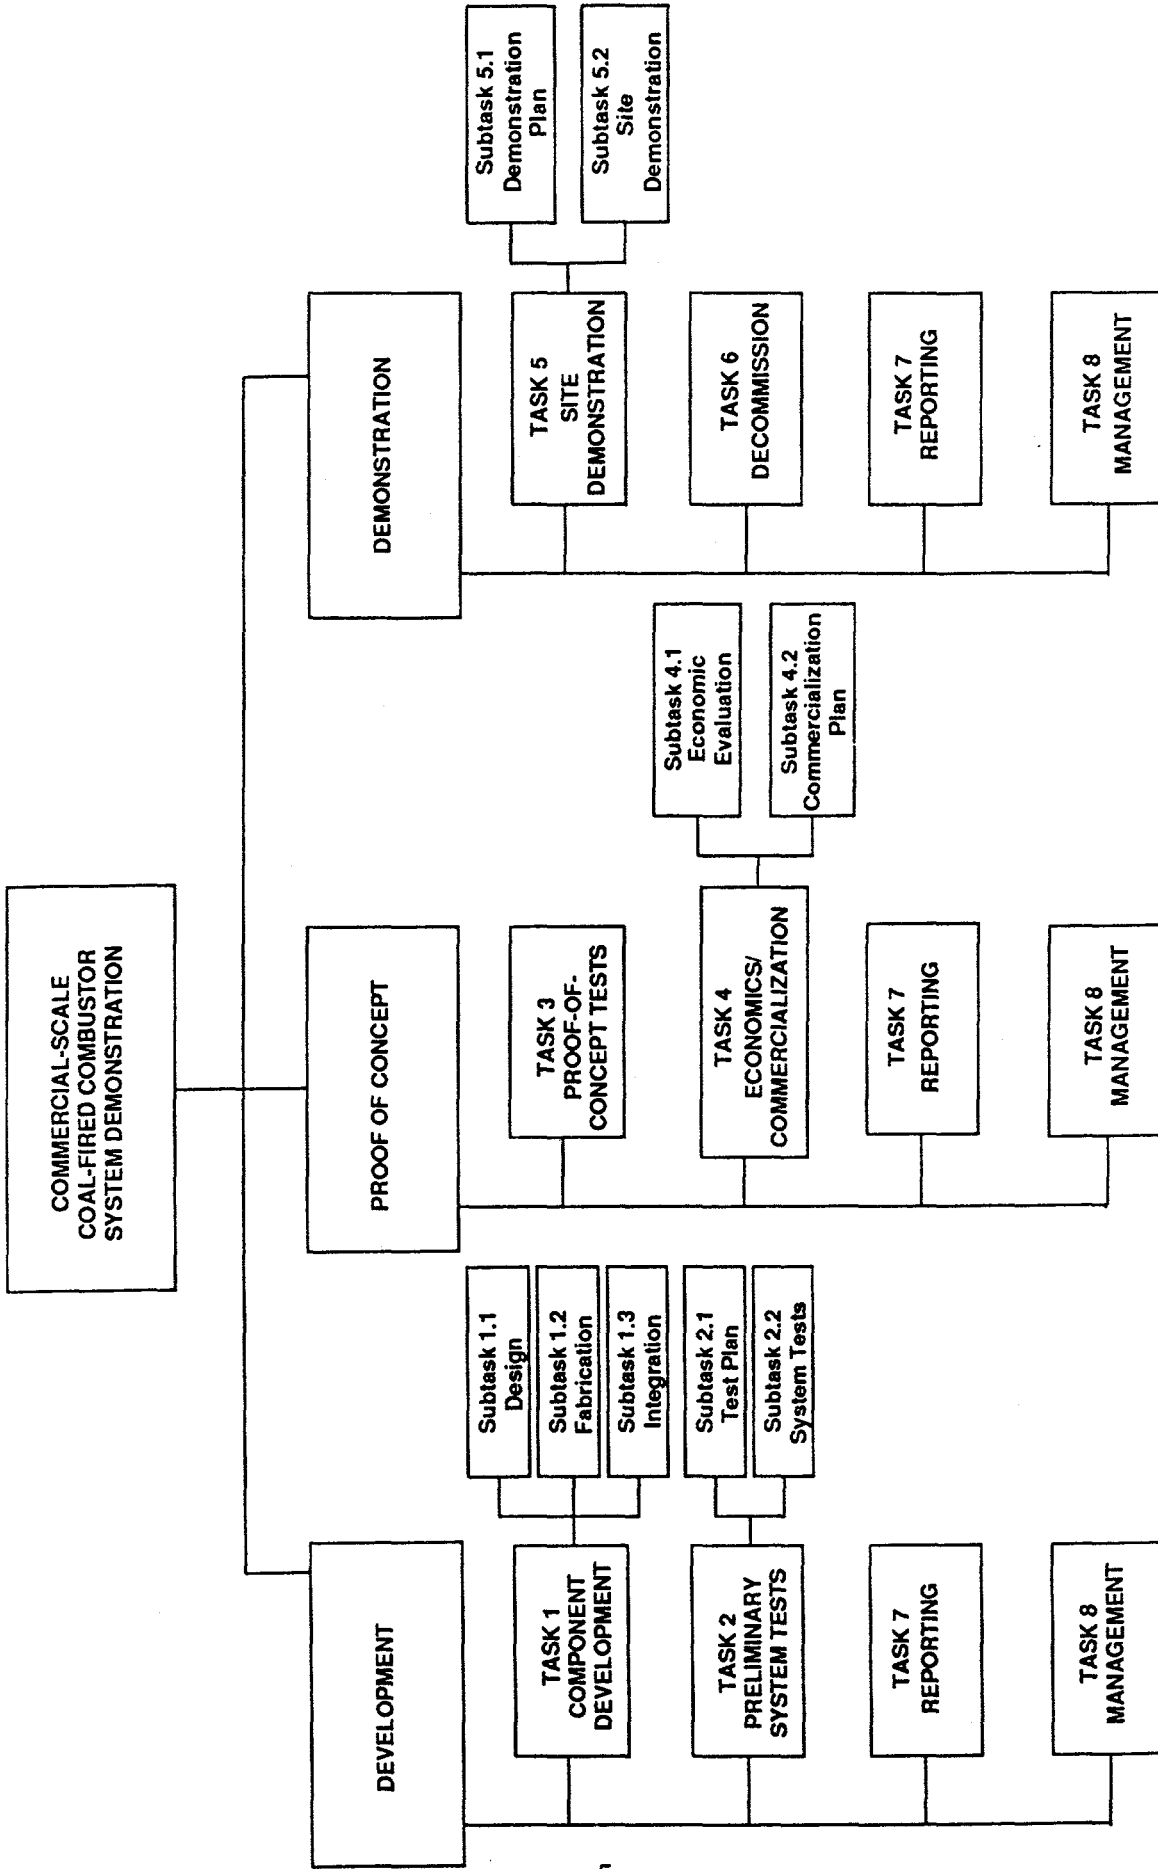 COMMERCIAL-SCALE
COAL-FIRED COMBUSTOR
SYSTEM DEMONSTRATION
DEVELOPMENT
TASK 1
COMPONENT
DEVELOPMENT
Subtask 1.1
Design
Subtask 1.2
Fabrication
Subtask 1.3
Integration
TASK 2
PRELIMINARY
SYSTEM TESTS
Subtask 2.1
Test Plan
Subtask 2.2
System Tests
TASK 7
REPORTING
TASK 8
MANAGEMENT
PROOF OF CONCEPT
TASK 3
PROOF-OF-
CONCEPT TESTS
TASK 4
ECONOMICS/
COMMERCIALIZATION
Subtask 4.1
Economic
Evaluation
Subtask 4.2
Commercialization
Plan
TASK 7
REPORTING
TASK 8
MANAGEMENT
DEMONSTRATION
TASK 5
SITE
DEMONSTRATION
Subtask 5.1
Demonstration
Plan
Subtask 5.2
Site
Demonstration
TASK 6
DECOMMISSION
TASK 7
REPORTING
TASK 8
MANAGEMENT